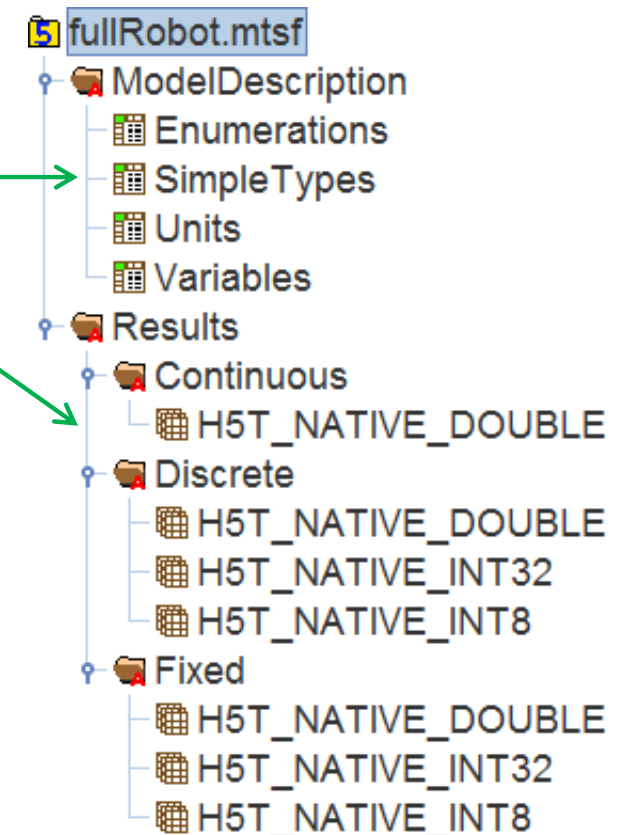 fullRobot.mtsf
ModelDescription
Enumerations
SimpleTypes
Units
Variables
Results
Continuous
H5T_NATIVE_DOUBLE
Discrete
H5T_NATIVE_DOUBLE
H5T_NATIVE_INT32
H5T_NATIVE_INT8
Fixed
H5T_NATIVE_DOUBLE
H5T_NATIVE_INT32
H5T_NATIVE_INT8